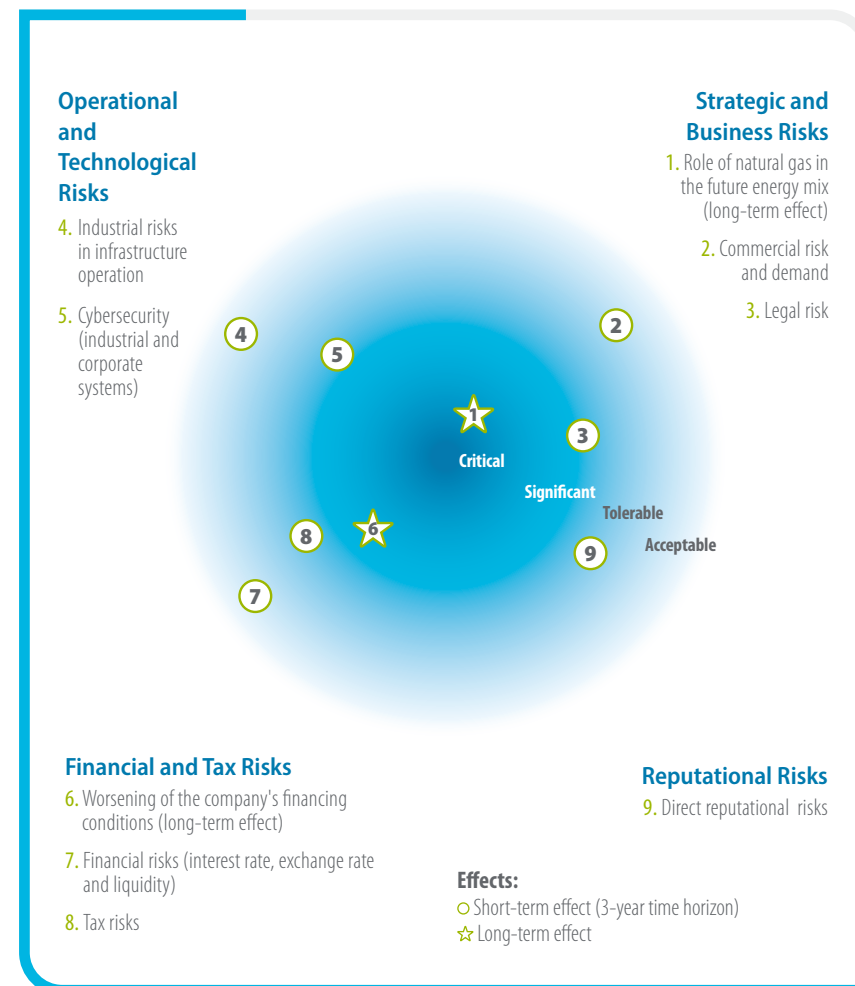 Operational
and
Technological
Risks
4. Industrial risks
in infrastructure
operation
5. Cybersecurity
(industrial and
corporate
systems)
Strategic and
Business Risks
1. Role of natural gas in
the future energy mix
(long-term effect)
2. Commercial risk
and demand
3. Legal risk
4
5
2
1
3
Critical
Significant
Tolerable
Acceptable
6
8
9
7
Financial and Tax Risks
6. Worsening of the company's financing
conditions (long-term effect)
7. Financial risks (interest rate, exchange rate
and liquidity)
8. Tax risks
Reputational Risks
9. Direct reputational risks
Effects:
Short-term effect (3-year time horizon)
Long-term effect